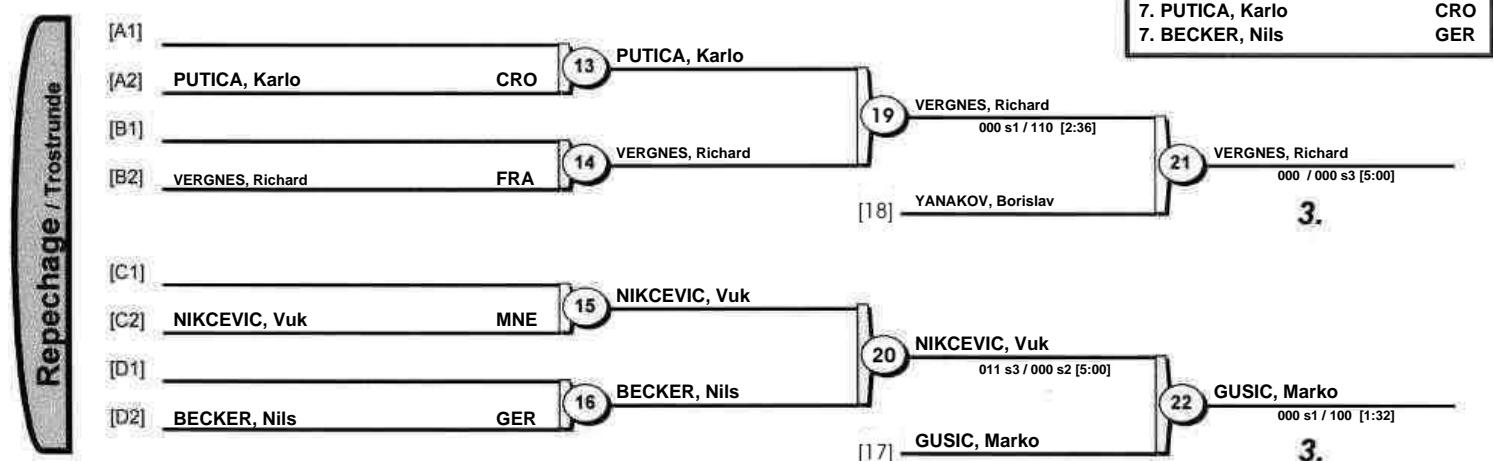 7. PUTICA, Karlo CRO
7. BECKER, Nils GER
Repechage / Trostrunde
[A1]
[A2] PUTICA, Karlo CRO
13 PUTICA, Karlo
[B1]
[B2] VERGNES, Richard FRA
14 VERGNES, Richard
19 VERGNES, Richard
000 s1 / 110 [2:36]
[18] YANAKOV, Borislav
21 VERGNES, Richard
000 / 000 s3 [5:00]
3.
[C1]
[C2] NIKCEVIC, Vuk MNE
15 NIKCEVIC, Vuk
[D1]
[D2] BECKER, Nils GER
16 BECKER, Nils
20 NIKCEVIC, Vuk
011 s3 / 000 s2 [5:00]
[17] GUSIC, Marko
22 GUSIC, Marko
000 s1 / 100 [1:32]
3.